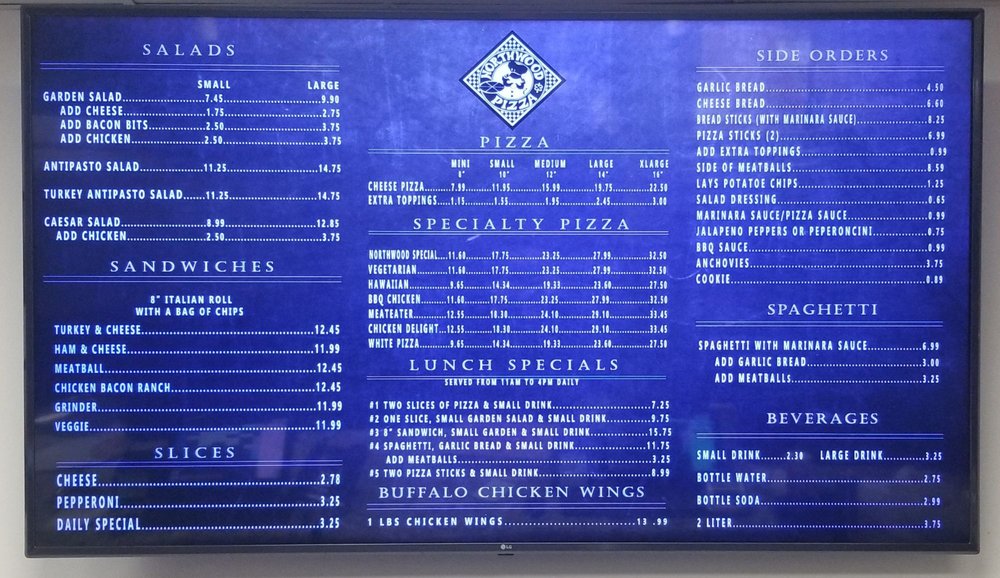 SALADS
SMALL LARGE
GARDEN SALAD 7.45 9.90
ADD CHEESE 1.75 2.75
ADD BACON BITS 2.50 3.75
ADD CHICKEN 2.50 3.75
ANTIPASTO SALAD 11.25 14.75
TURKEY ANTIPASTO SALAD 11.25 14.75
CAESAR SALAD 8.99 12.85
ADD CHICKEN 2.50 3.75
SANDWICHES
8" ITALIAN ROLL
WITH A BAG OF CHIPS
TURKEY & CHEESE 12.45
HAM & CHEESE 11.99
MEATBALL 12.45
CHICKEN BACON RANCH 12.45
GRINDER 11.99
VEGGIE 11.99
SLICES
CHEESE 2.78
PEPPERONI 3.25
DAILY SPECIAL 3.25
NORTHWOOD
PIZZA
PIZZA
MINI SMALL MEDIUM LARGE XLARGE
8" 10" 12" 14" 16"
CHEESE PIZZA 7.99 11.95 15.99 19.75 22.50
EXTRA TOPPINGS 1.15 1.55 1.95 2.45 3.00
SPECIALTY PIZZA
NORTHWOOD SPECIAL 11.60 17.75 23.25 27.99 32.50
VEGETARIAN 11.60 17.75 23.25 27.99 32.50
HAWAIIAN 9.65 14.34 19.33 23.60 27.50
BBQ CHICKEN 11.60 17.75 23.25 27.99 32.50
MEATEATER 12.55 18.30 24.10 29.10 33.45
CHICKEN DELIGHT 12.55 18.30 24.10 29.10 33.45
WHITE PIZZA 9.65 14.34 19.33 23.60 27.50
LUNCH SPECIALS
SERVED FROM 11AM TO 4PM DAILY
#1 TWO SLICES OF PIZZA & SMALL DRINK 7.25
#2 ONE SLICE, SMALL GARDEN SALAD & SMALL DRINK 9.75
#3 8" SANDWICH, SMALL GARDEN & SMALL DRINK 15.75
#4 SPAGHETTI, GARLIC BREAD & SMALL DRINK 11.75
ADD MEATBALLS 3.25
#5 TWO PIZZA STICKS & SMALL DRINK 8.99
BUFFALO CHICKEN WINGS
1 LBS CHICKEN WINGS 13 .99
SIDE ORDERS
GARLIC BREAD 4.50
CHEESE BREAD 6.60
BREAD STICKS (WITH MARINARA SAUCE) 8.25
PIZZA STICKS (2) 6.99
ADD EXTRA TOPPINGS 0.99
SIDE OF MEATBALLS 8.59
LAYS POTATOE CHIPS 1.25
SALAD DRESSING 0.65
MARINARA SAUCE/PIZZA SAUCE 0.99
JALAPENO PEPPERS OR PEPERONCINI 0.75
BBQ SAUCE 0.99
ANCHOVIES 3.75
COOKIE 0.89
SPAGHETTI
SPAGHETTI WITH MARINARA SAUCE 6.99
ADD GARLIC BREAD 3.00
ADD MEATBALLS 3.25
BEVERAGES
SMALL DRINK 2.30 LARGE DRINK 3.25
BOTTLE WATER 2.75
BOTTLE SODA 2.99
2 LITER 3.75
LG